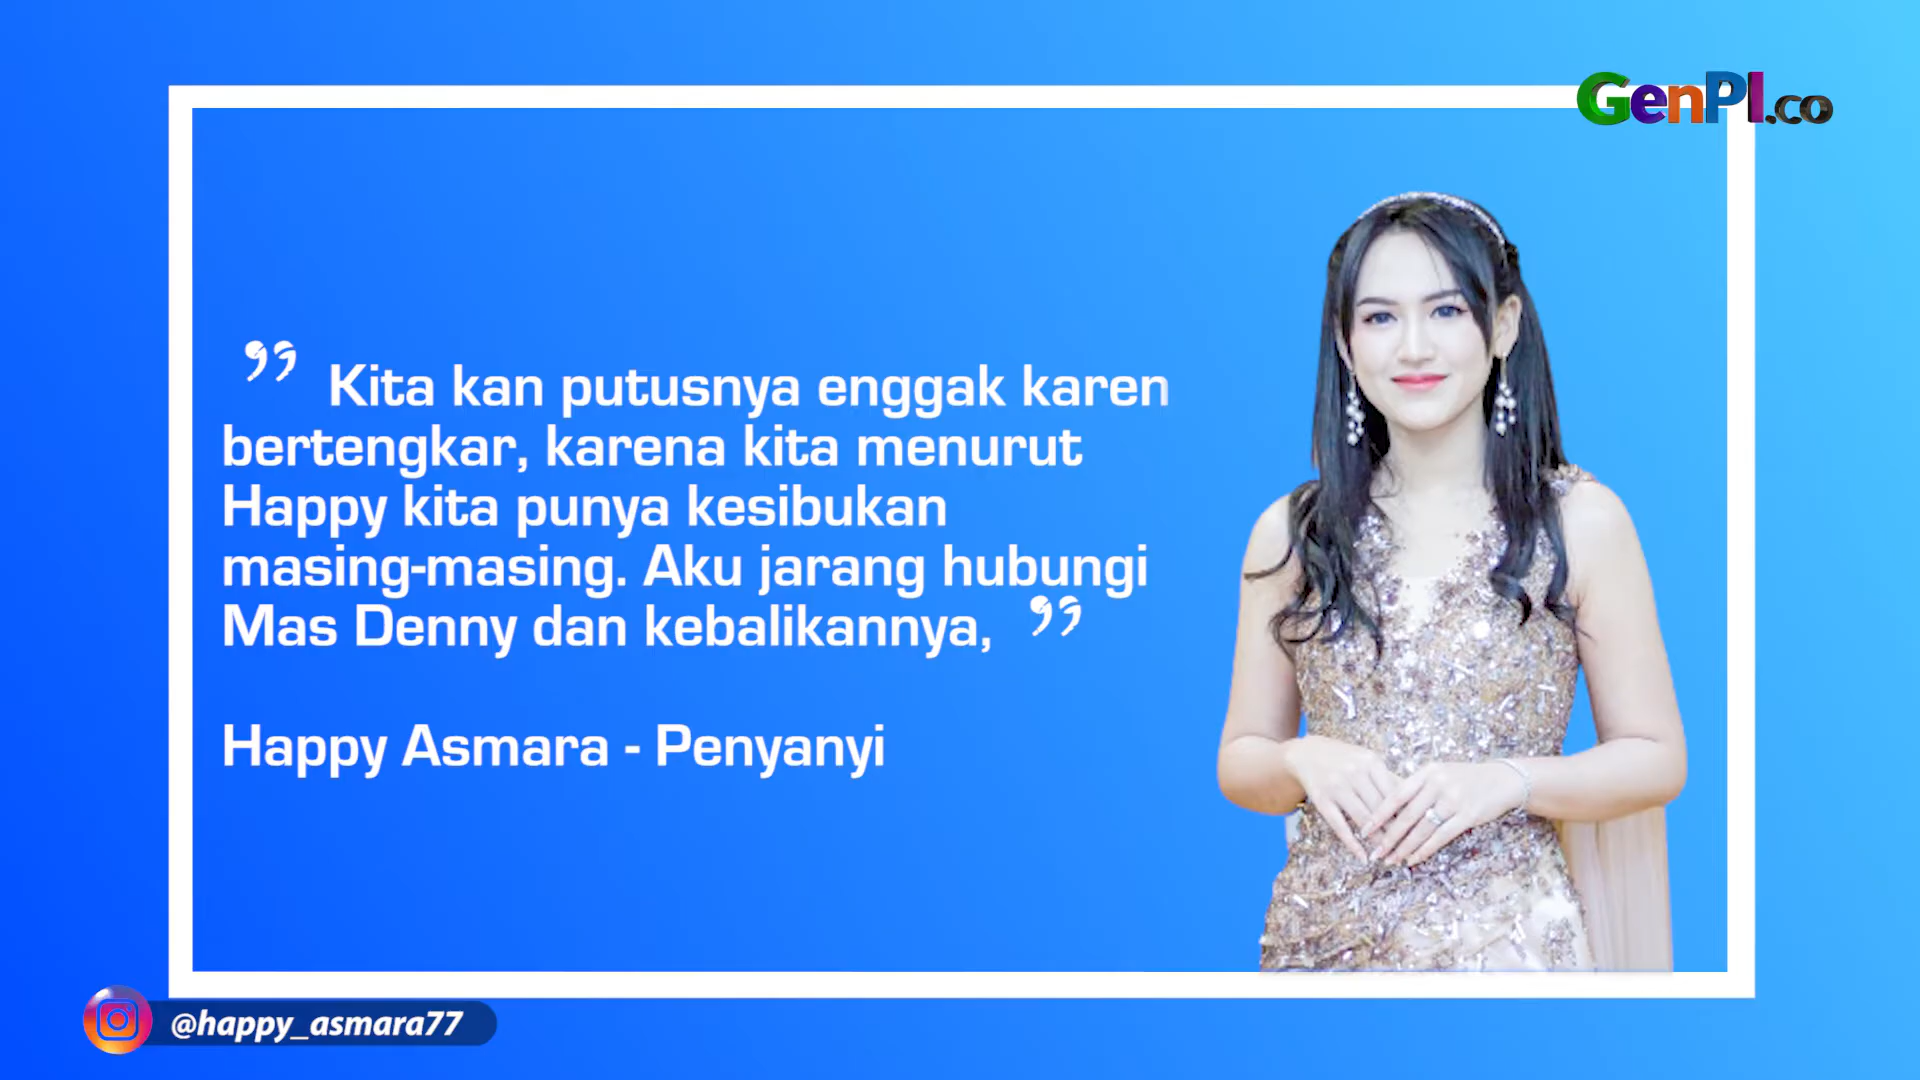 GenPI.co
” Kita kan putusnya enggak karen
bertengkar, karena kita menurut
Happy kita punya kesibukan
masing-masing. Aku jarang hubungi
Mas Denny dan kebalikannya, ”
Happy Asmara - Penyanyi
@happy_asmara77